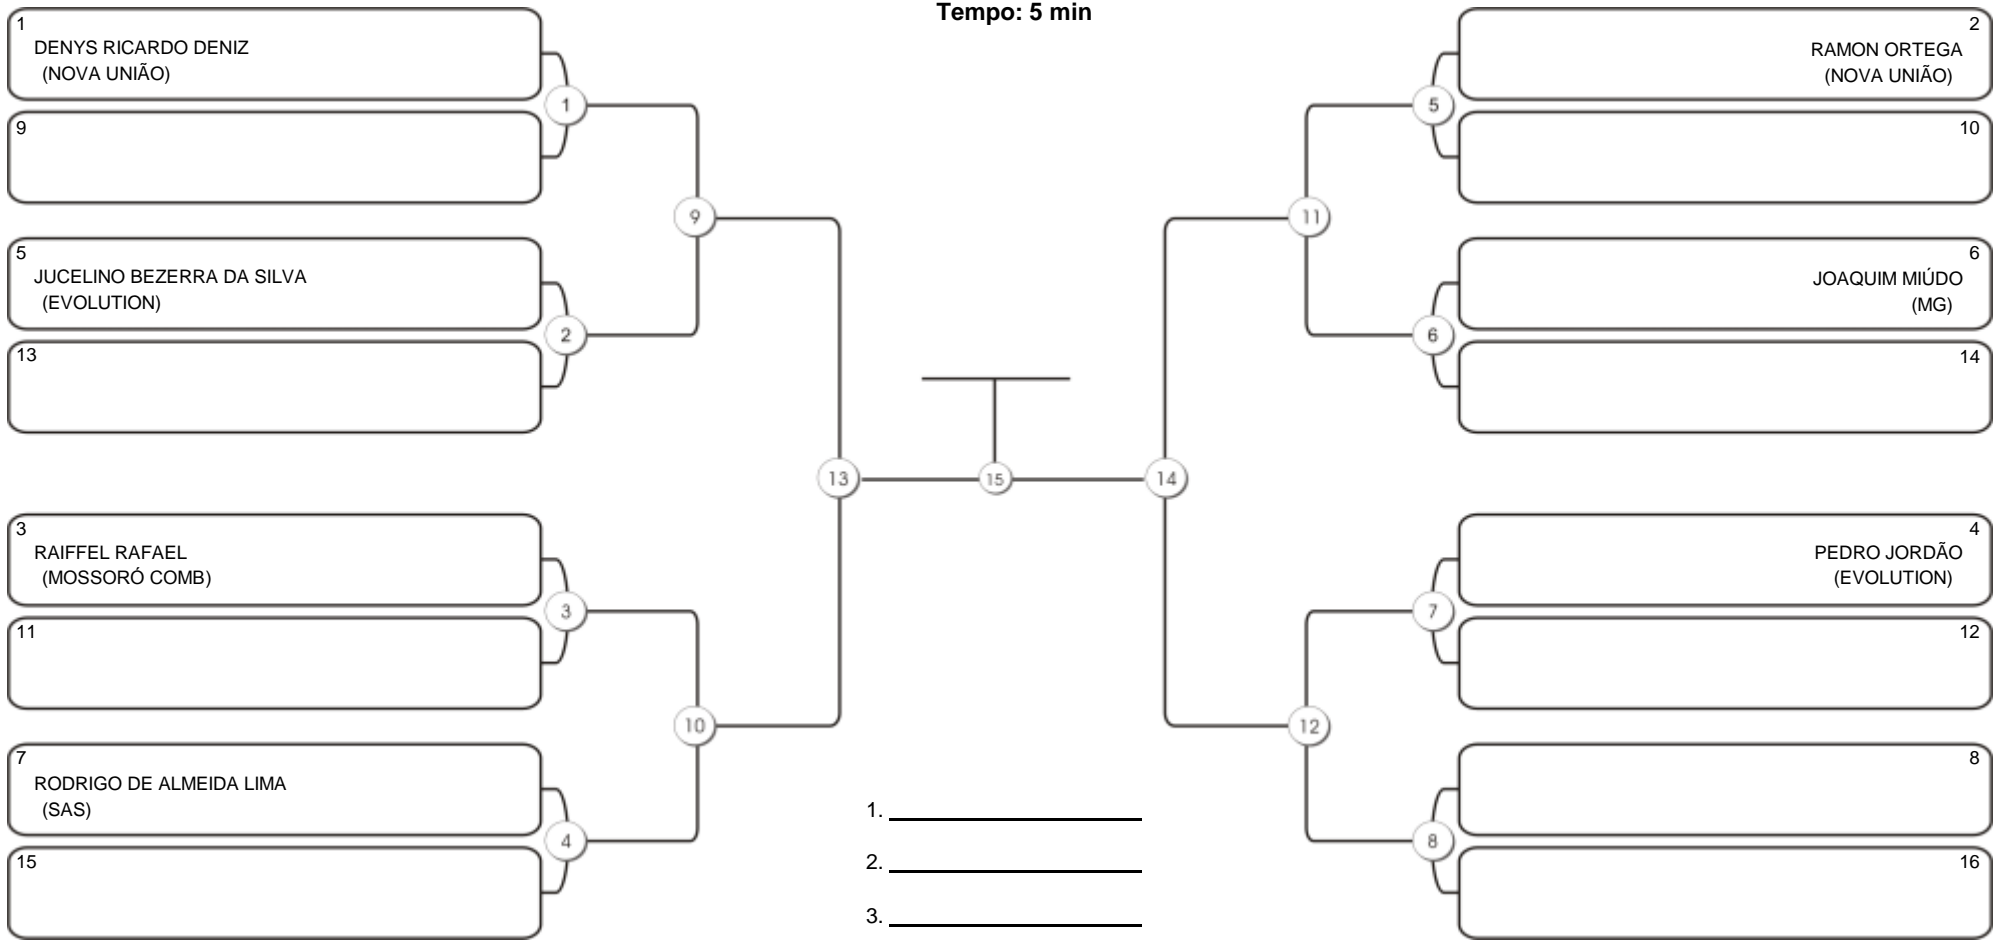 Tempo: 5 min
1
DENYS RICARDO DENIZ
(NOVA UNIÃO)
9
1
5
JUCELINO BEZERRA DA SILVA
(EVOLUTION)
13
2
9
3
RAIFFEL RAFAEL
(MOSSORÓ COMB)
11
3
7
RODRIGO DE ALMEIDA LIMA
(SAS)
15
4
10
13
15
14
2
RAMON ORTEGA
(NOVA UNIÃO)
10
5
6
JOAQUIM MIÚDO
(MG)
14
6
11
4
PEDRO JORDÃO
(EVOLUTION)
12
7
8
16
8
12
1.
2.
3.